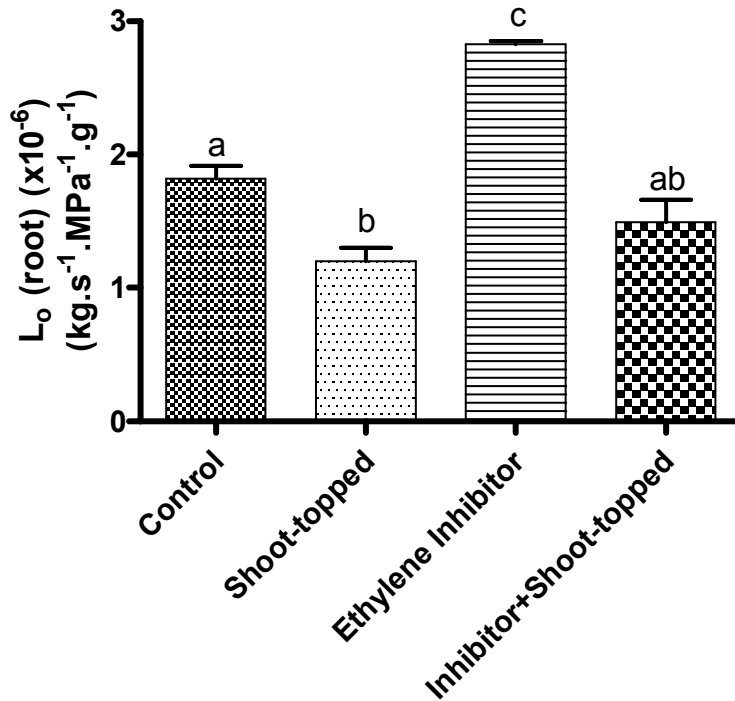 3
2
1
0
L₀ (root) (x10⁻⁶)
(kg.s⁻¹.MPa⁻¹.g⁻¹)
a
b
c
ab
Control
Shoot-topped
Ethylene Inhibitor
Inhibitor+Shoot-topped